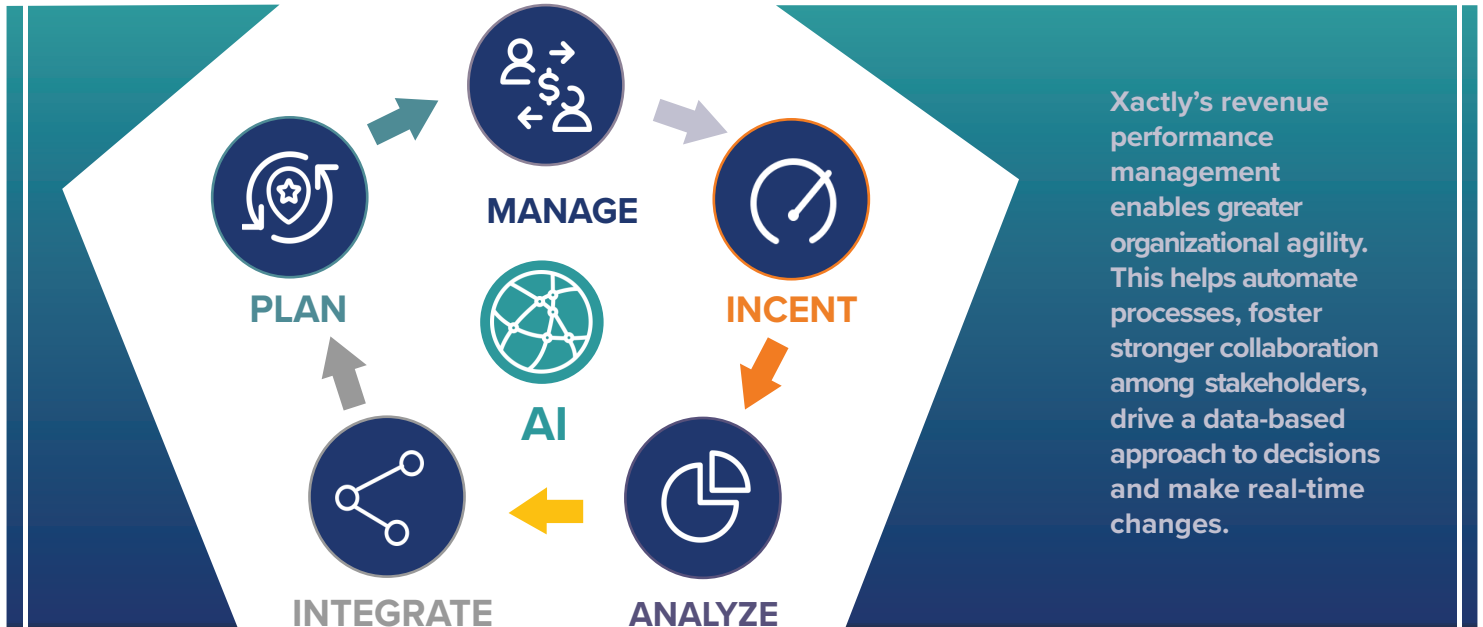 MANAGE
PLAN
INCENT
AI
INTEGRATE
ANALYZE
Xactly’s revenue
performance
management
enables greater
organizational agility.
This helps automate
processes, foster
stronger collaboration
among stakeholders,
drive a data-based
approach to decisions
and make real-time
changes.